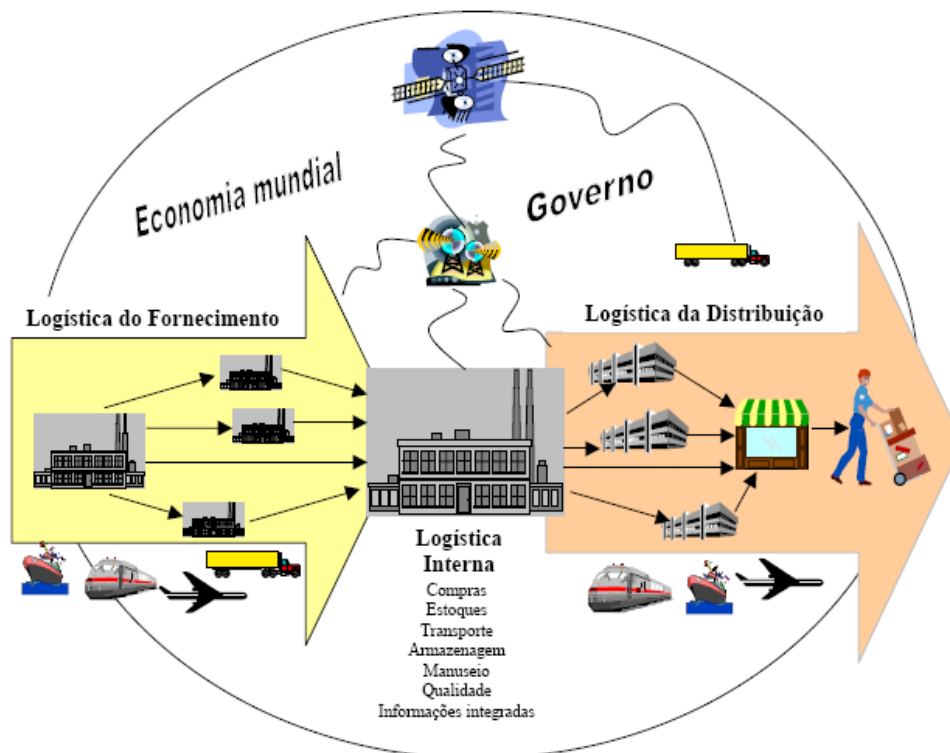 Economia mundial
Governo
Logística do Fornecimento
Logística da Distribuição
Logística
Interna
Compras
Estoques
Transporte
Armazenagem
Manuseio
Qualidade
Informações integradas